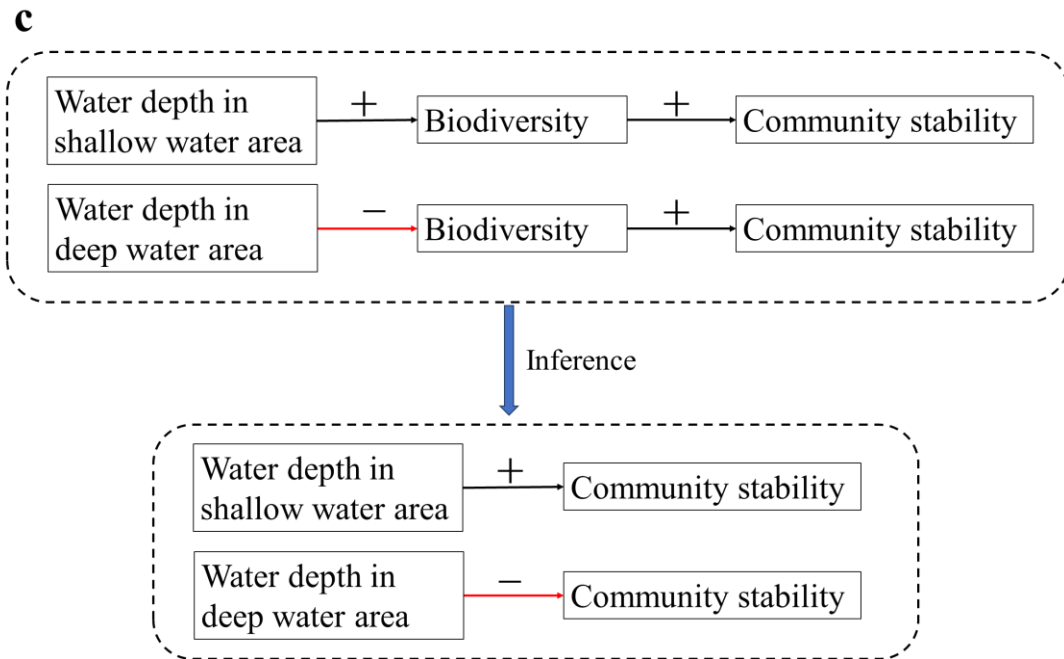 c
Water depth in
shallow water area
+
Biodiversity
+
Community stability
Water depth in
deep water area
−
Biodiversity
+
Community stability
Inference
Water depth in
shallow water area
+
Community stability
Water depth in
deep water area
−
Community stability